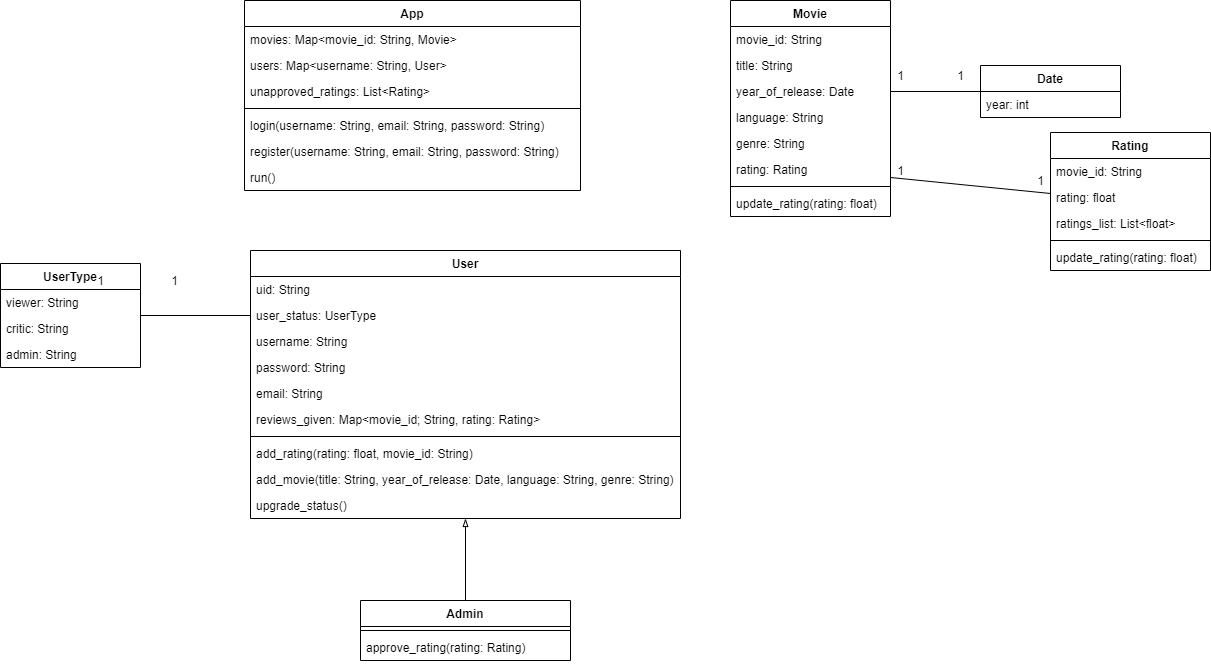 App
movies: Map<movie_id: String, Movie>
users: Map<username: String, User>
unapproved_ratings: List<Rating>
login(username: String, email: String, password: String)
register(username: String, email: String, password: String)
run()
Movie
movie_id: String
title: String
year_of_release: Date
language: String
genre: String
rating: Rating
update_rating(rating: float)
1
1
Date
year: int
1
1
Rating
movie_id: String
rating: float
ratings_list: List<float>
update_rating(rating: float)
UserType
1
1
viewer: String
critic: String
admin: String
User
uid: String
user_status: UserType
username: String
password: String
email: String
reviews_given: Map<movie_id; String, rating: Rating>
add_rating(rating: float, movie_id: String)
add_movie(title: String, year_of_release: Date, language: String, genre: String)
upgrade_status()
Admin
approve_rating(rating: Rating)